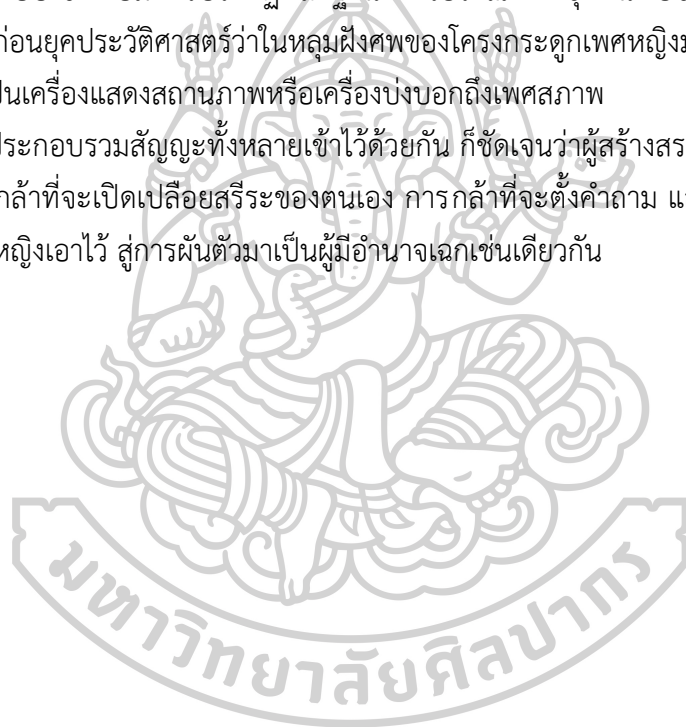 ก่อนยุคประวัติศาสตร์ว่าในหลุมฝังศพของโครงกระดูกเพศหญิง
ป็นเครื่องแสดงสถานภาพหรือเครื่องบ่งบอกถึงเพศสภาพ
ประกอบรวมสัญญะทั้งหลายเข้าไว้ด้วยกัน ก็ชัดเจนว่าผู้สร้างสร
กล้าที่จะเปิดเปลือยสรีระของตนเอง การกล้าที่จะตั้งคำถาม แ
หญิงเอาไว้ สู่การผันตัวมาเป็นผู้มีอำนาจเฉกเช่นเดียวกัน
มหาวิทยาลัยศิลปากร